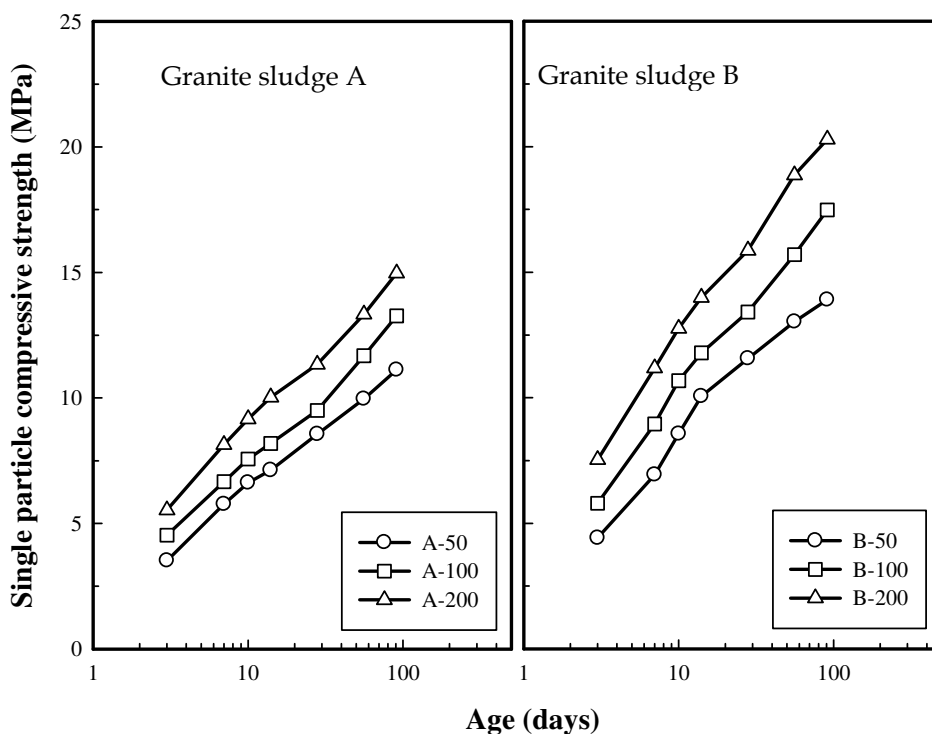 Single particle compressive strength (MPa)
25
20
15
10
5
0
Granite sludge A
A-50
A-100
A-200
1
10
100
Granite sludge B
B-50
B-100
B-200
1
10
100
Age (days)